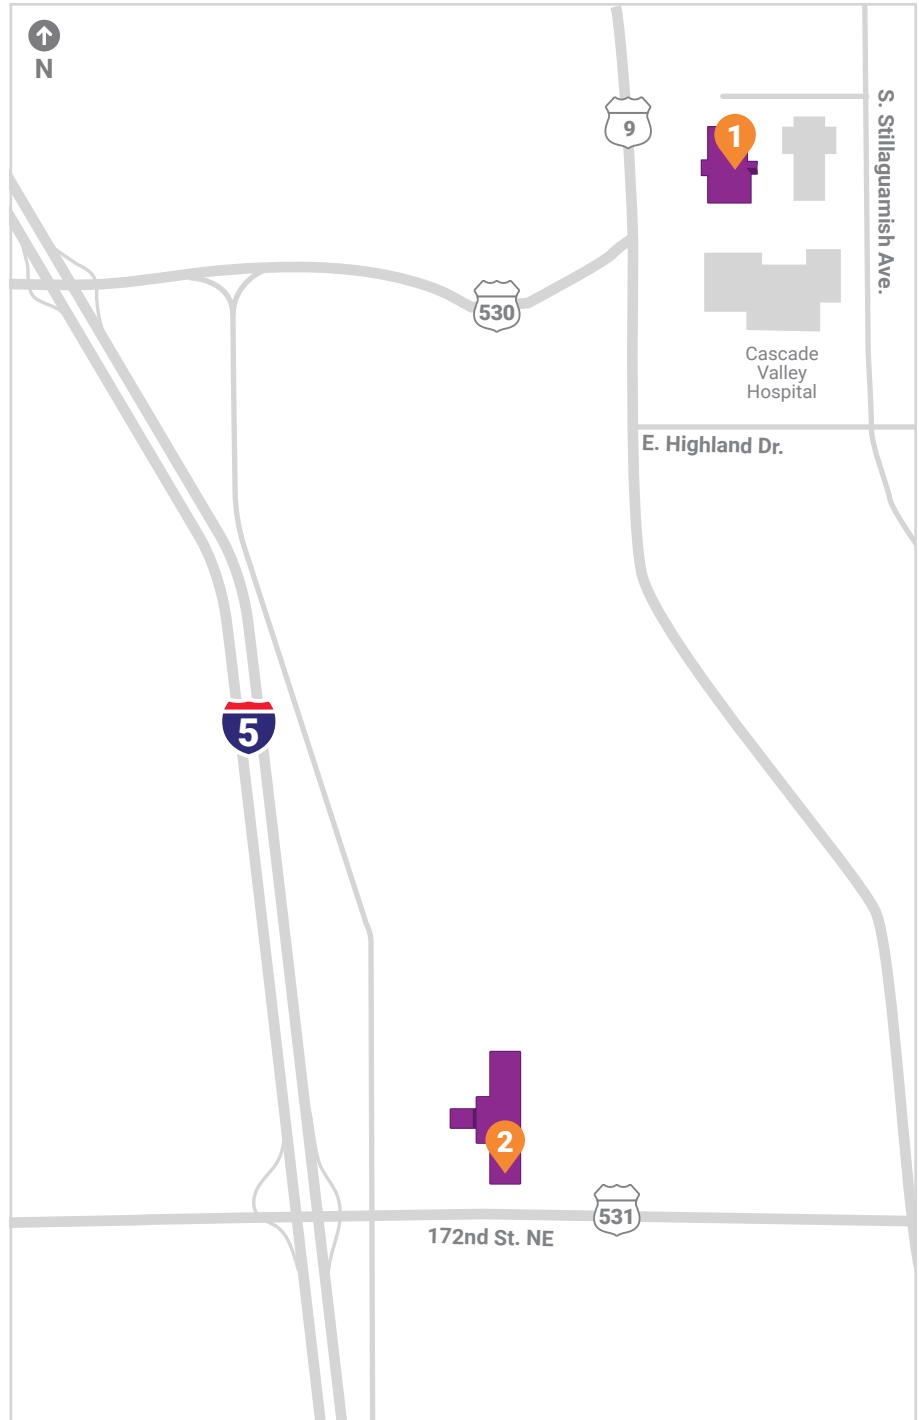 N
9
1
S. Stillaguamish Ave.
530
Cascade
Valley
Hospital
E. Highland Dr.
5
2
531
172nd St. NE